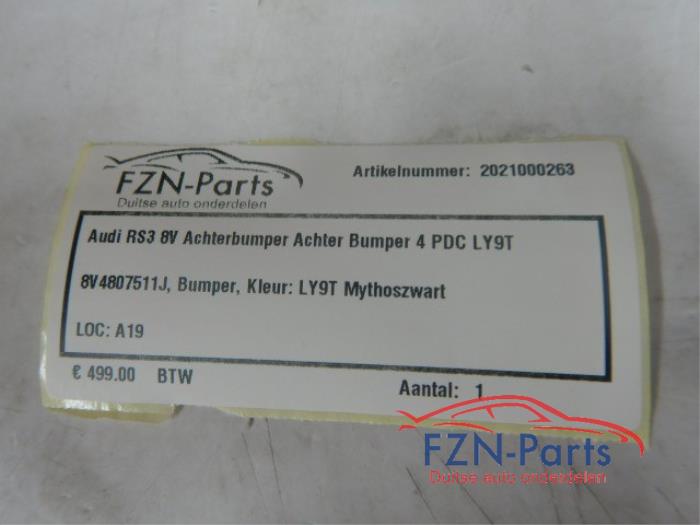 FZN-Parts
Duitse auto onderdelen
Artikelnummer: 2021000263
Audi RS3 8V Achterbumper Achter Bumper 4 PDC LY9T
8V4807511J, Bumper, Kleur: LY9T Mythoszwart
LOC: A19
€ 499.00 BTW
Aantal: 1
FZN-Parts
Duitse auto onderdelen